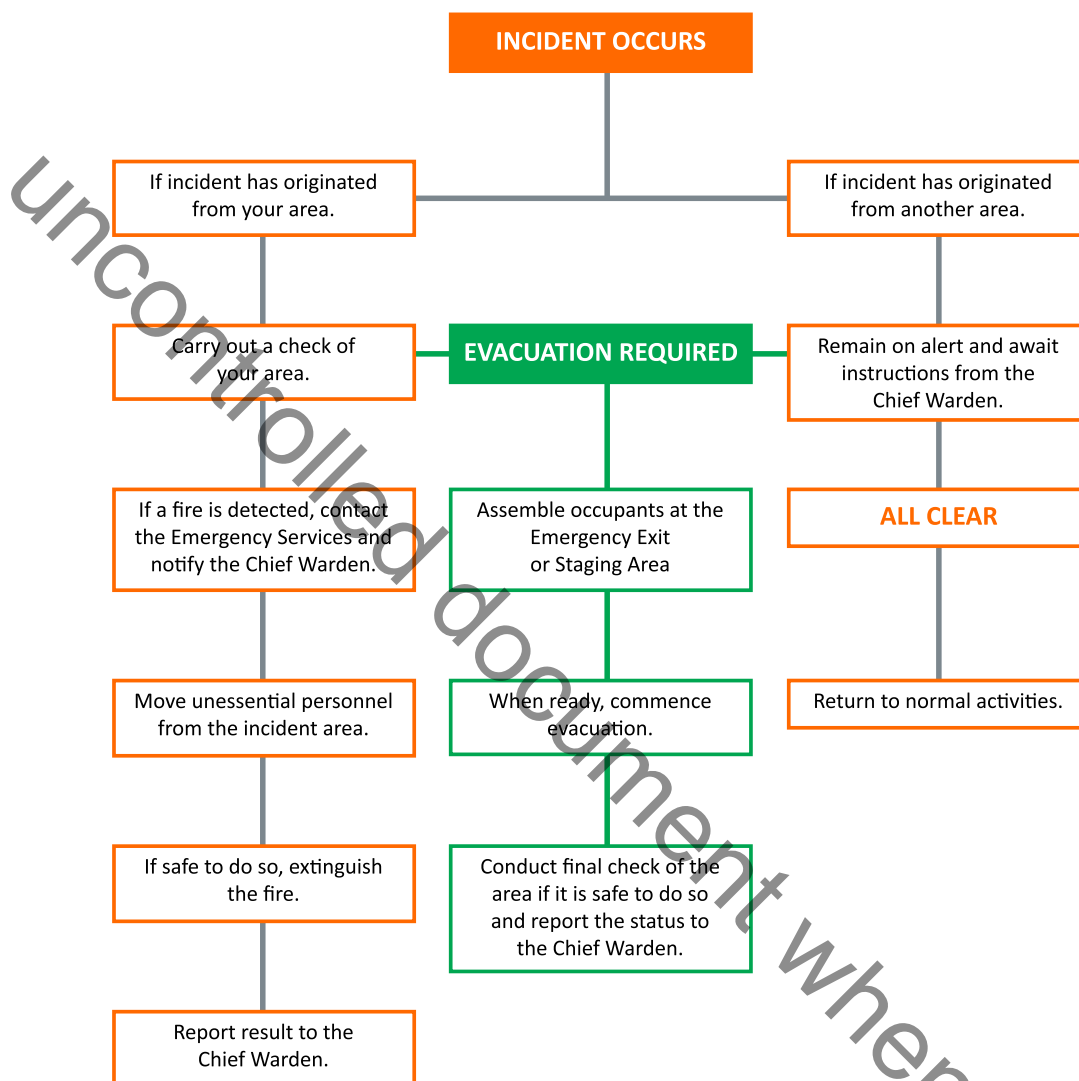 INCIDENT OCCURS
If incident has originated
from your area.
If incident has originated
from another area.
Carry out a check of
your area.
EVACUATION REQUIRED
Remain on alert and await
instructions from the
Chief Warden.
If a fire is detected, contact
the Emergency Services and
notify the Chief Warden.
Assemble occupants at the
Emergency Exit
or Staging Area
ALL CLEAR
Move unessential personnel
from the incident area.
When ready, commence
evacuation.
Return to normal activities.
If safe to do so, extinguish
the fire.
Conduct final check of the
area if it is safe to do so
and report the status to
the Chief Warden.
Report result to the
Chief Warden.
uncontrolled document when